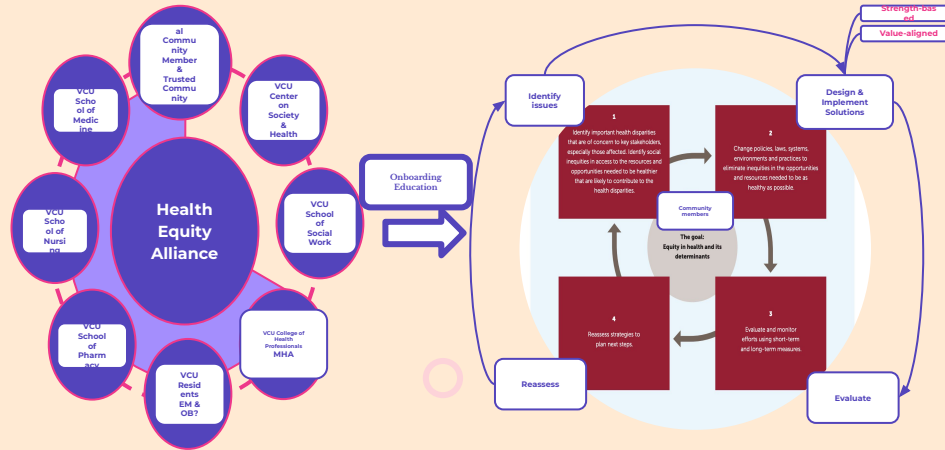 al
Commu
nity
Member
&
Trusted
Commu
nity
VCU
Scho
ol of
Medic
ine
VCU
Center
on
Society
& 
Health
VCU
Scho
ol of
Nursi
ng
Health
Equity
Alliance
VCU
School
of
Social
Work
VCU
School
of
Pharm
acy
VCU College of
Health
Professionals
MHA
VCU
Resid
ents
EM &
OB?
Onboarding
Education
Strength-bas
ed
Value-aligned
Identify
issues
Design &
Implement
Solutions
1
Identify important health disparities
that are of concern to key stakeholders,
especially those affected. Identify social
inequities in access to the resources and
opportunities needed to be healthier
that are likely to contribute to
the health disparities.
2
Change policies, laws, systems,
environments and practices to
eliminate inequities in the opportunities
and resources needed to be as
healthy as possible.
Community
members
The goal:
Equity in health and its
determinants
4
Reassess strategies to
plan next steps.
3
Evaluate and monitor
efforts using short-term
and long-term measures.
Reassess
Evaluate